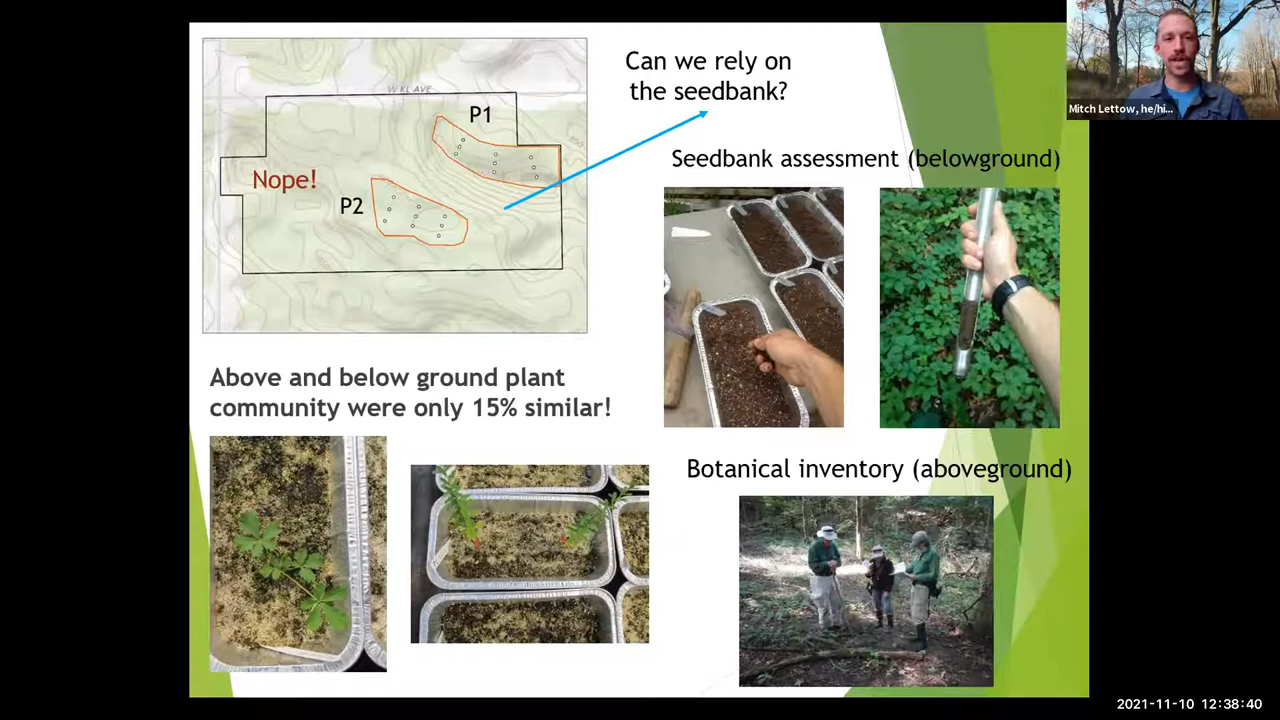 W KL AVE
P1
Nope!
P2
Can we rely on
the seedbank?
Seedbank assessment (belowground)
Above and below ground plant
community were only 15% similar!
Botanical inventory (aboveground)
Mitch Lettow, he/hi...
2021-11-10 12:38:40